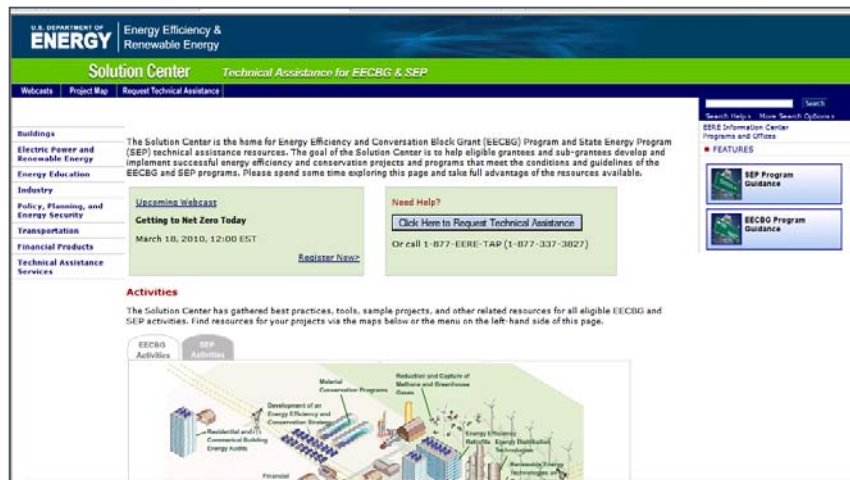 U.S. DEPARTMENT OF
ENERGY
Energy Efficiency &
Renewable Energy
Solution Center
Technical Assistance for EECBG & SEP
Webcasts
Project Map
Request Technical Assistance
Search
Search Help
More Search Options
EERE Information Center
Programs and Offices
FEATURES
SEP Program
Guidance
EECBG Program
Guidance
Buildings
Electric Power and
Renewable Energy
Energy Education
Industry
Policy, Planning, and
Energy Security
Transportation
Financial Products
Technical Assistance
Services
The Solution Center is the home for Energy Efficiency and Conversation Block Grant (EECBG) Program and State Energy Program
(SEP) technical assistance resources. The goal of the Solution Center is to help eligible grantees and sub-grantees develop and
implement successful energy efficiency and conservation projects and programs that meet the conditions and guidelines of the
EECBG and SEP programs. Please spend some time exploring this page and take full advantage of the resources available.
Upcoming Webcast
Getting to Net Zero Today
March 18, 2010, 12:00 EST
Register Now>
Need Help?
Click Here to Request Technical Assistance
Or call 1-877-EERE-TAP (1-877-337-3827)
Activities
The Solution Center has gathered best practices, tools, sample projects, and other related resources for all eligible EECBG and
SEP activities. Find resources for your projects via the maps below or the menu on the left-hand side of this page.
EECBG
Activities
SEP
Activities
Material
Conservation Programs
Reduction and Capture of
Methane and Greenhouse
Gases
Development of an
Energy Efficiency and
Conservation Strategy
Residential and
Commerical Building
Energy Audits
Energy Efficiency
Retrofits
Energy Distribution
Technologies
Renewable Energy
Technologies on
Financial